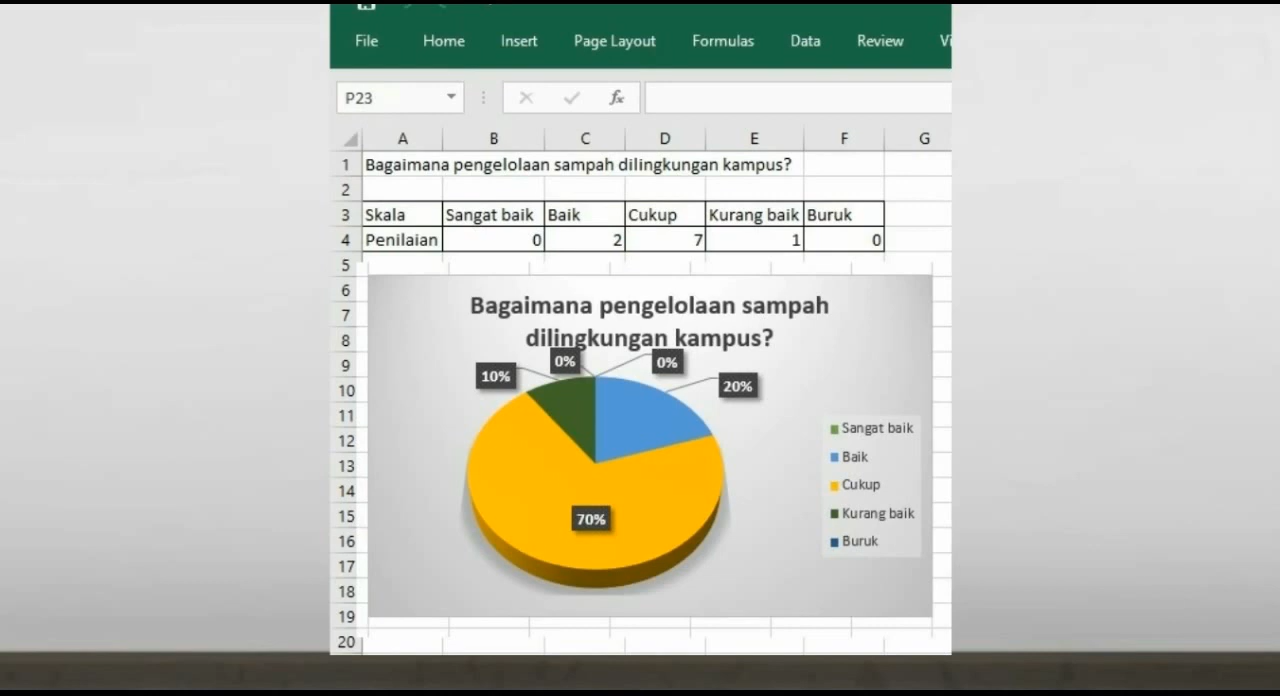 File Home Insert Page Layout Formulas Data Review
P23 fx
A B C D E F G
1 Bagaimana pengelolaan sampah dilingkungan kampus?
2
3 Skala Sangat baik Baik Cukup Kurang baik Buruk
4 Penilaian 0 2 7 1 0
5
6
7
8
9
10
11
12
13
14
15
16
17
18
19
20
Bagaimana pengelolaan sampah
dilingkungan kampus?
10% 0% 0% 20%
70%
Sangat baik
Baik
Cukup
Kurang baik
Buruk